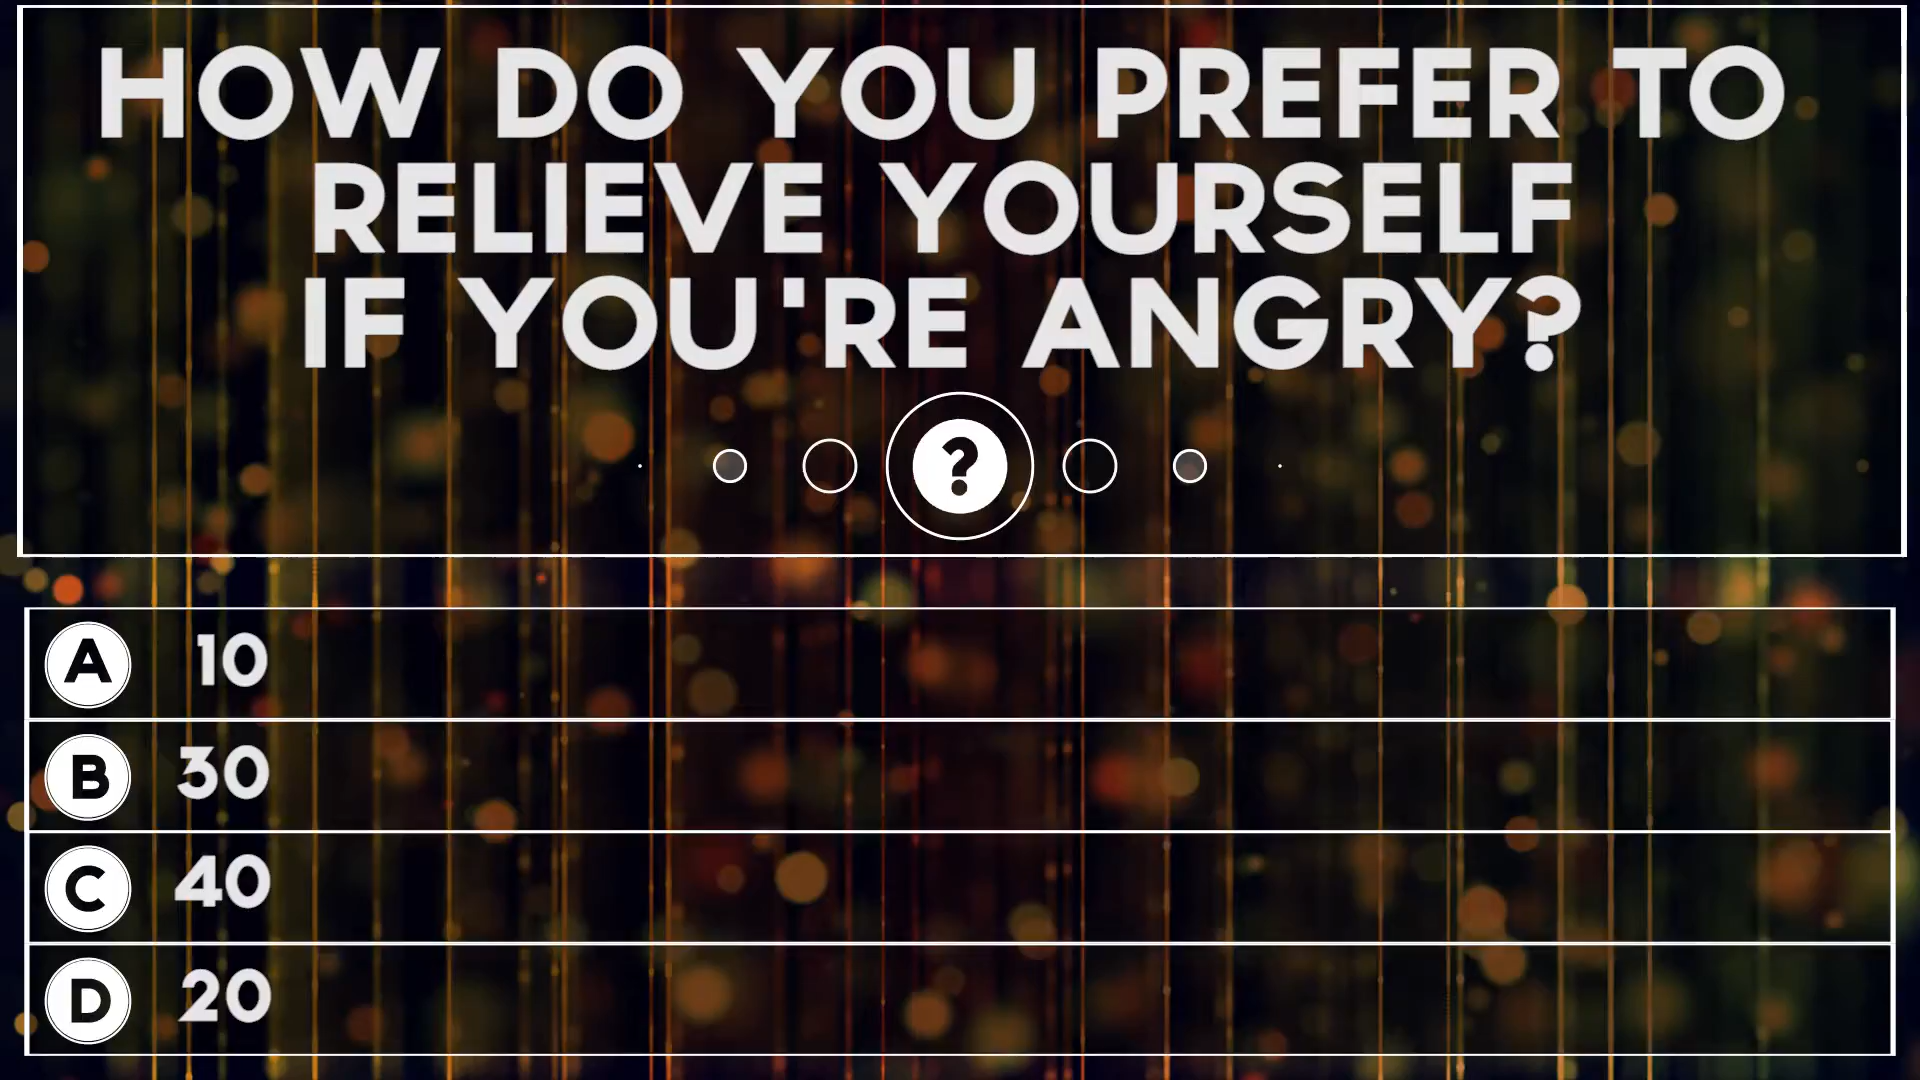 HOW DO YOU PREFER TO
RELIEVE YOURSELF
IF YOU'RE ANGRY?
?
A 10
B 30
C 40
D 20